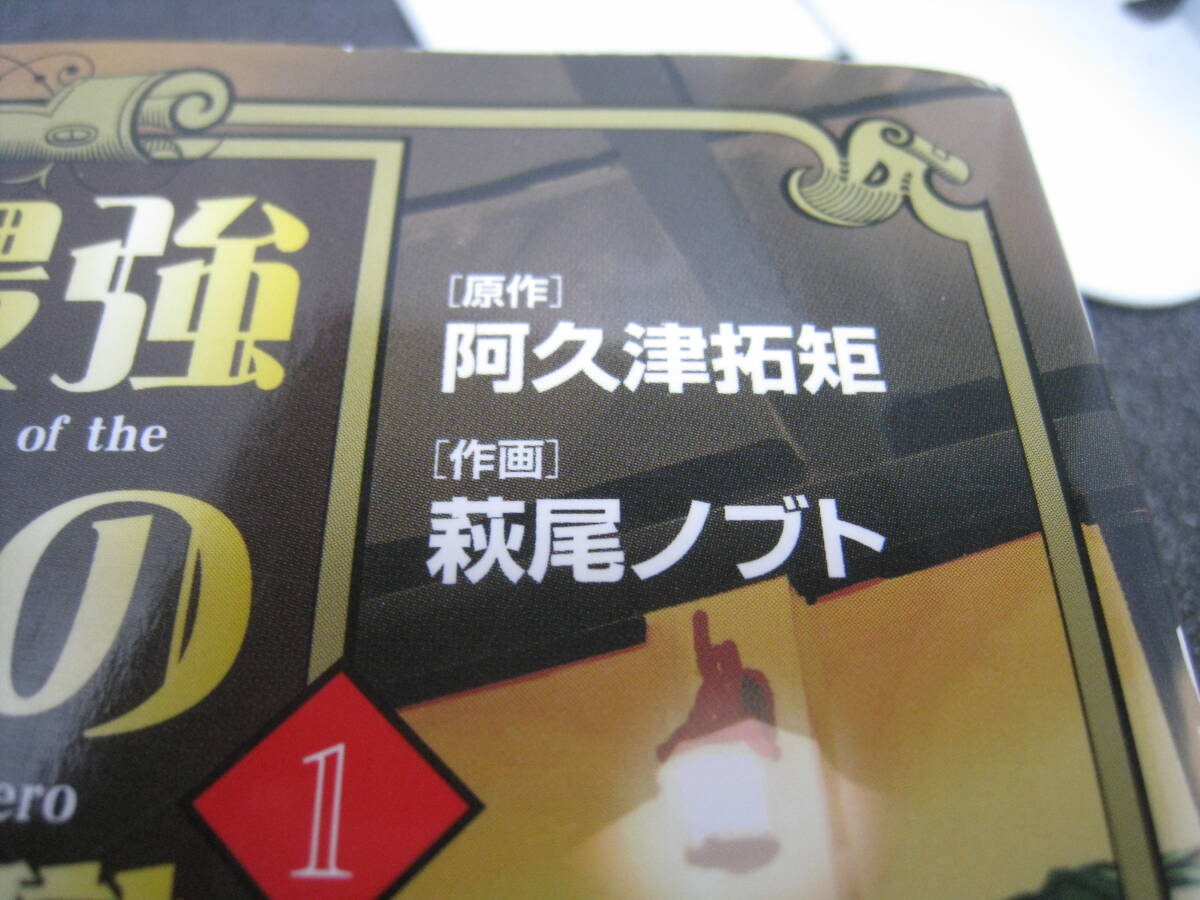 最強
of the
の
ero
1
[原作]
阿久津拓矩
[作画]
萩尾ノブト